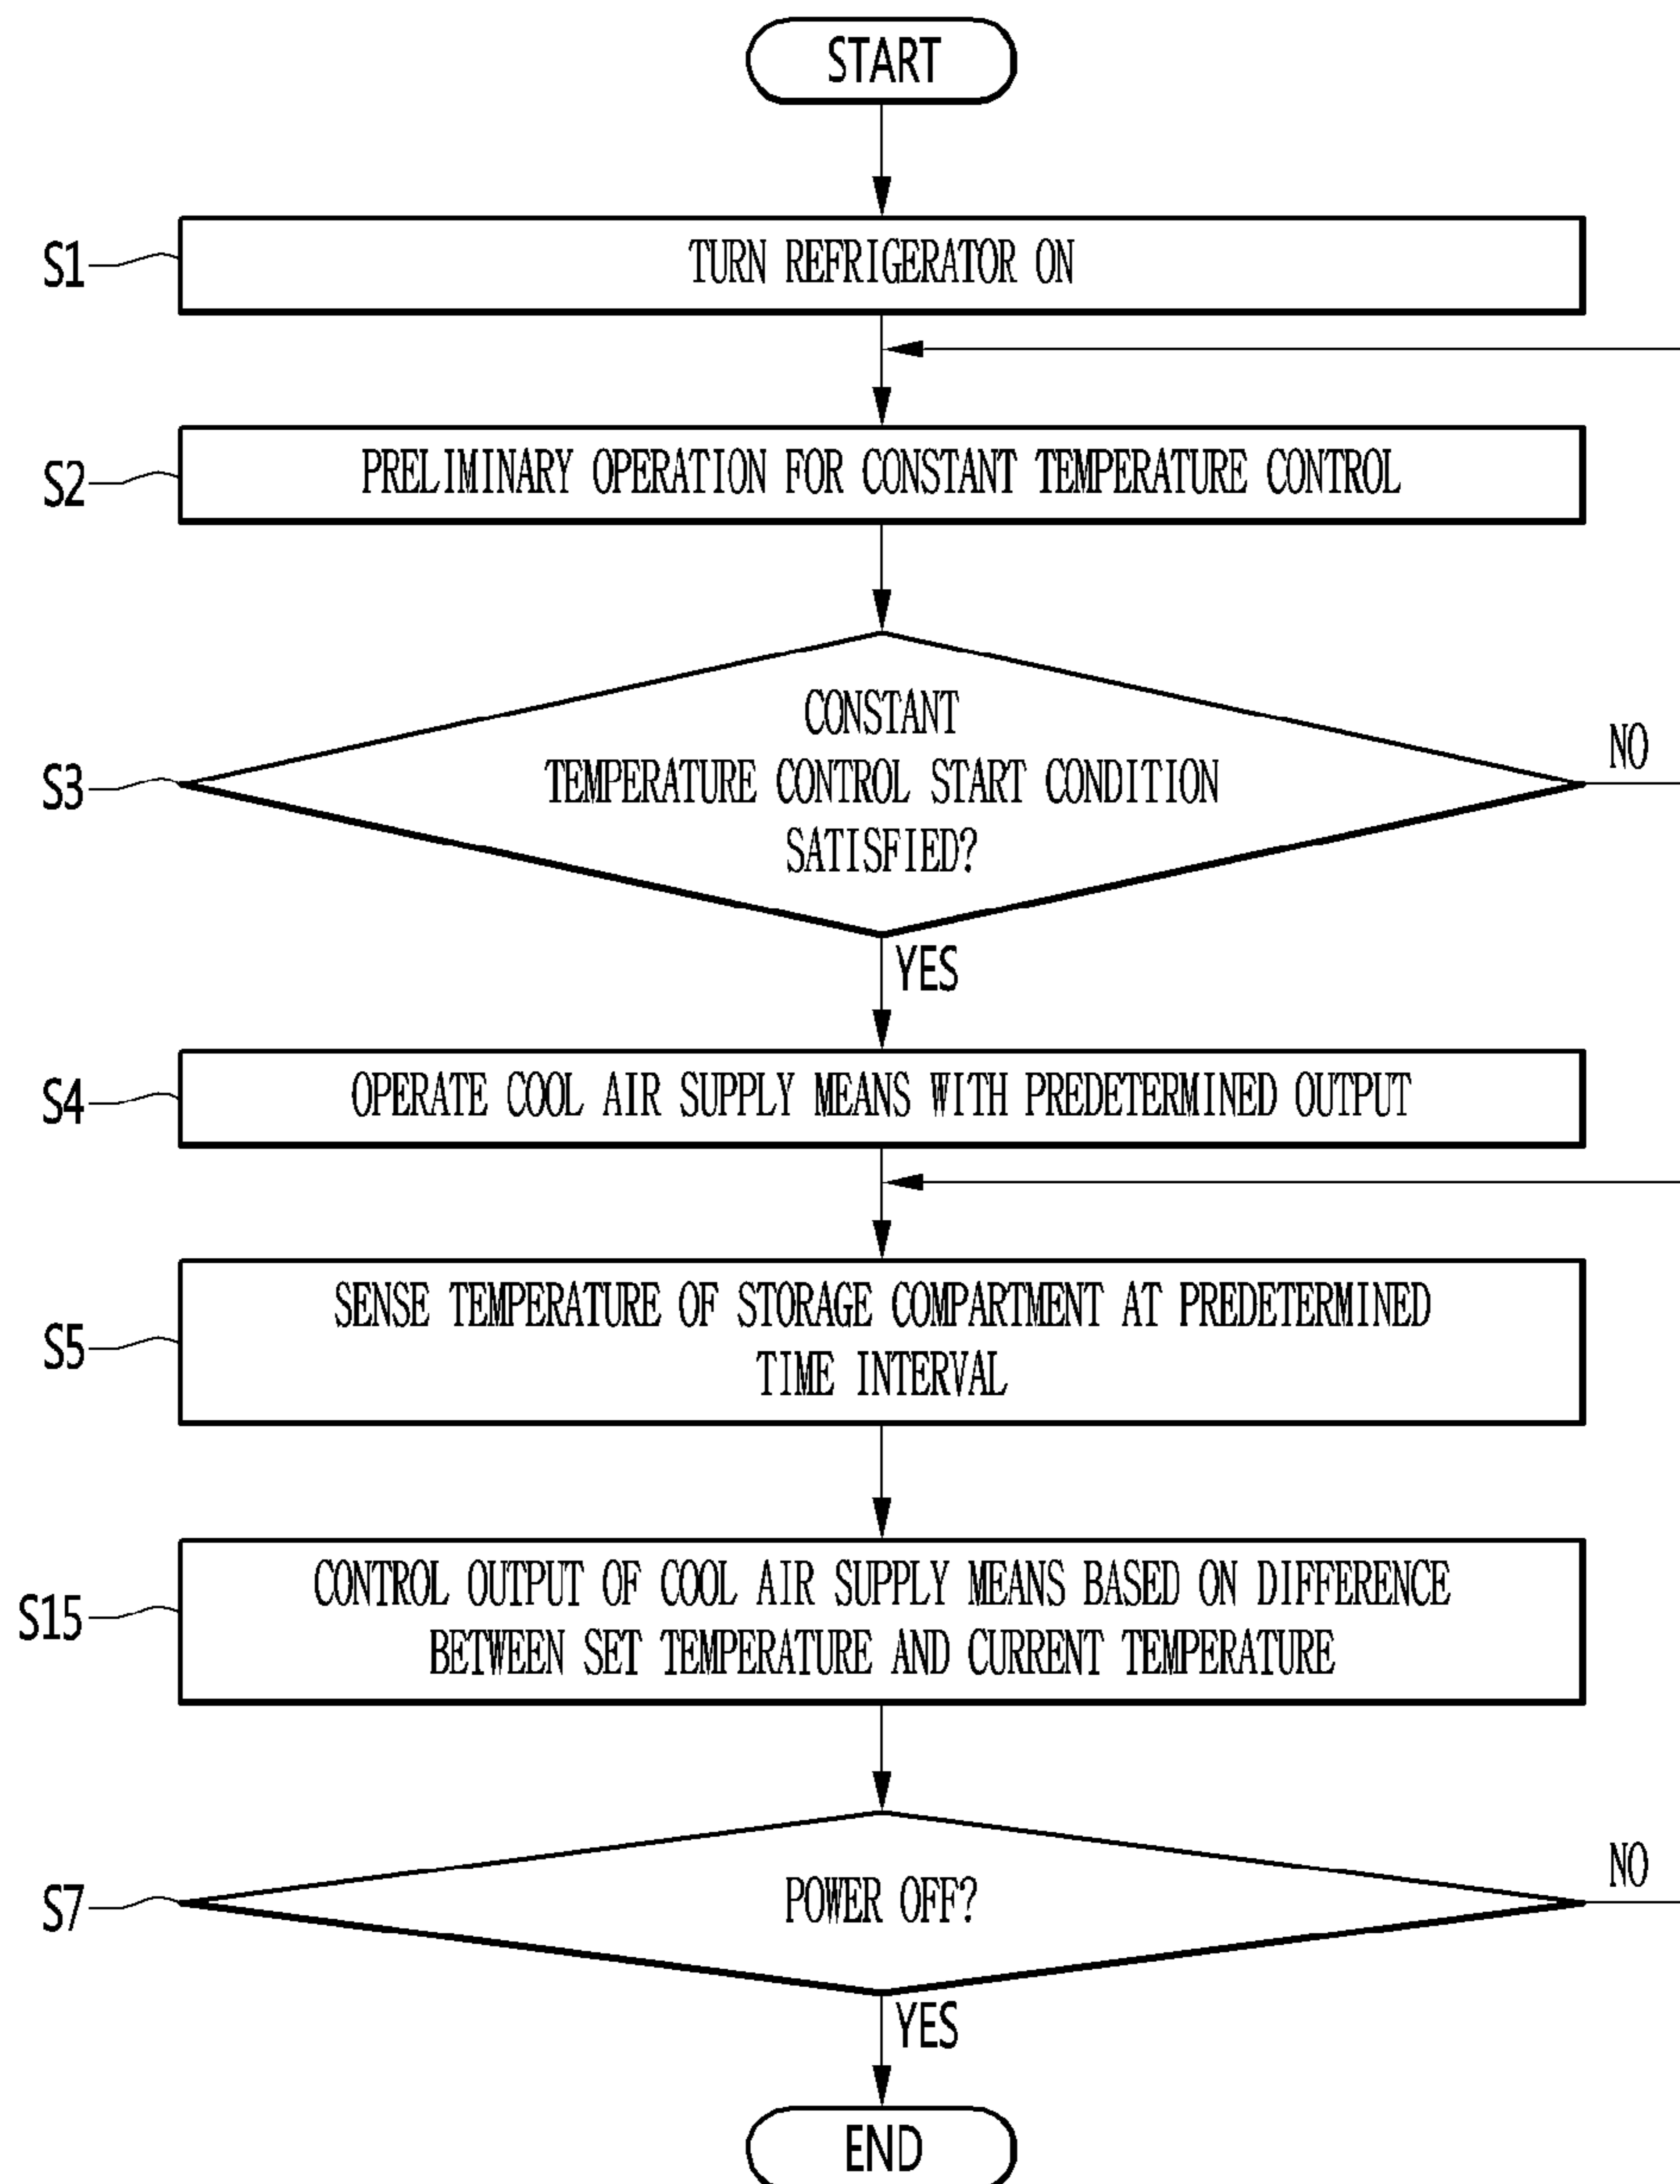 START
S1
TURN REFRIGERATOR ON
S2
PRELIMINARY OPERATION FOR CONSTANT TEMPERATURE CONTROL
S3
CONSTANT
TEMPERATURE CONTROL START CONDITION
SATISFIED?
NO
YES
S4
OPERATE COOL AIR SUPPLY MEANS WITH PREDETERMINED OUTPUT
S5
SENSE TEMPERATURE OF STORAGE COMPARTMENT AT PREDETERMINED
TIME INTERVAL
S15
CONTROL OUTPUT OF COOL AIR SUPPLY MEANS BASED ON DIFFERENCE
BETWEEN SET TEMPERATURE AND CURRENT TEMPERATURE
S7
POWER OFF?
NO
YES
END